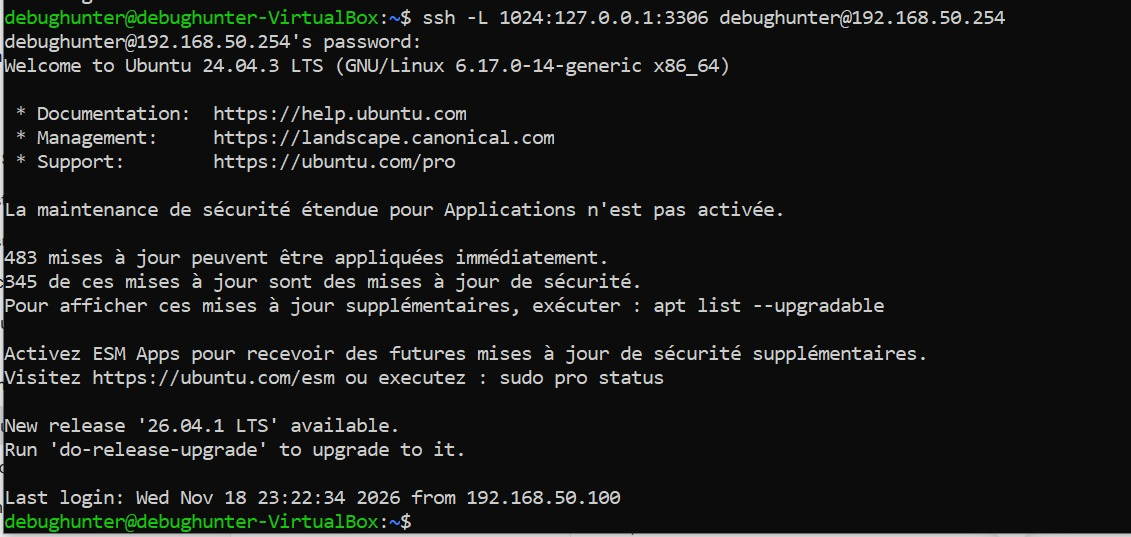 debughunter@debughunter-VirtualBox:~$ ssh -L 1024:127.0.0.1:3306 debughunter@192.168.50.254
debughunter@192.168.50.254's password:
Welcome to Ubuntu 24.04.3 LTS (GNU/Linux 6.17.0-14-generic x86_64)
* Documentation:  https://help.ubuntu.com
* Management:     https://landscape.canonical.com
* Support:        https://ubuntu.com/pro
La maintenance de sécurité étendue pour Applications n'est pas activée.
483 mises à jour peuvent être appliquées immédiatement.
345 de ces mises à jour sont des mises à jour de sécurité.
Pour afficher ces mises à jour supplémentaires, exécuter : apt list --upgradable
Activez ESM Apps pour recevoir des futures mises à jour de sécurité supplémentaires.
Visitez https://ubuntu.com/esm ou executez : sudo pro status
New release '26.04.1 LTS' available.
Run 'do-release-upgrade' to upgrade to it.
Last login: Wed Nov 18 23:22:34 2026 from 192.168.50.100
debughunter@debughunter-VirtualBox:~$